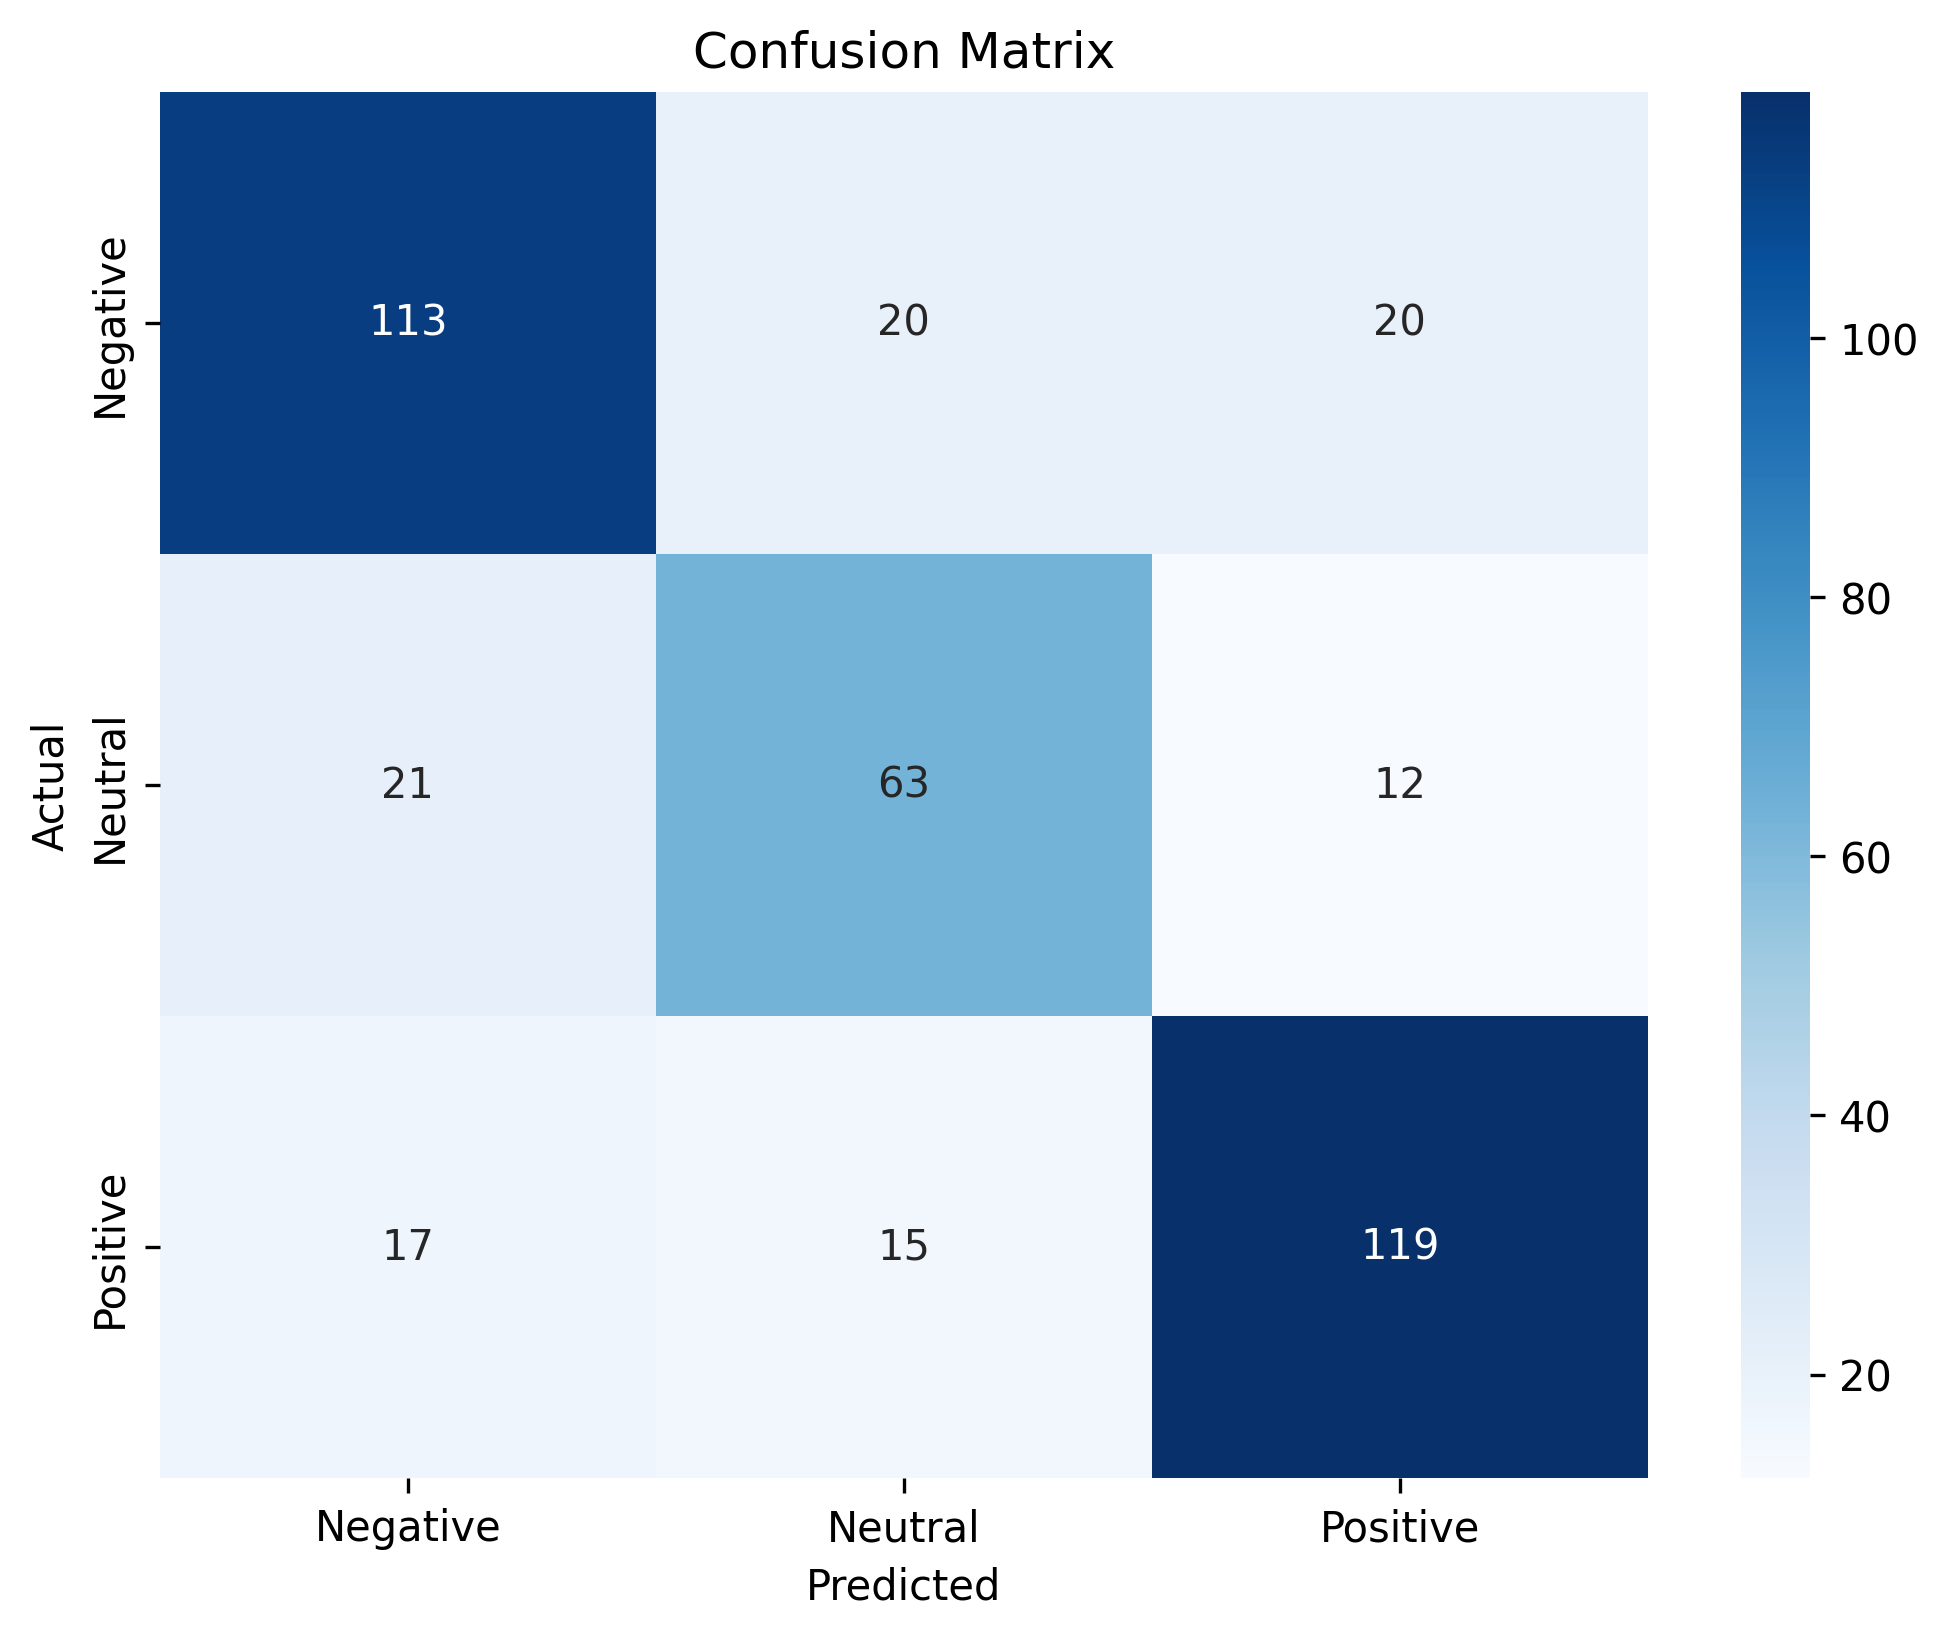 Confusion Matrix
Negative
113
20
20
100
80
Actual
Neutral
21
63
12
60
40
Positive
17
15
119
20
Negative
Neutral
Positive
Predicted